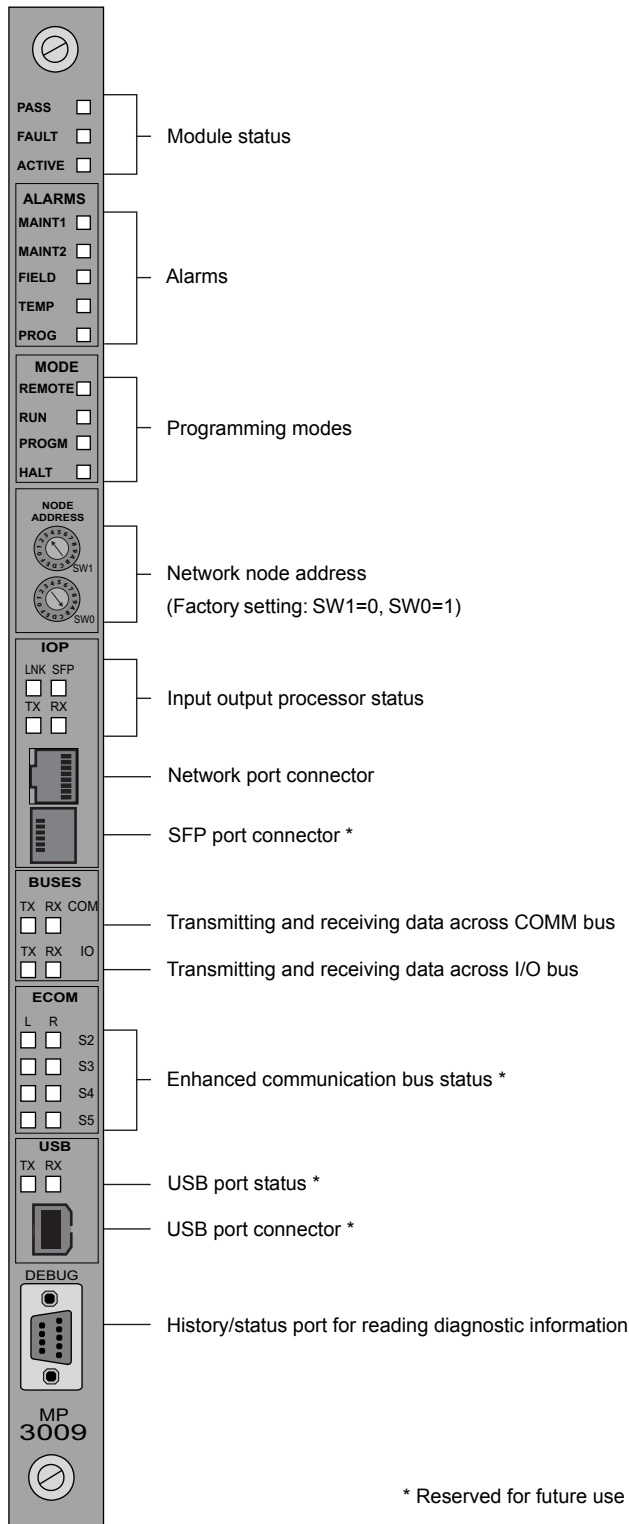 PASS
FAULT
ACTIVE
Module status
ALARMS
MAINT1
MAINT2
FIELD
TEMP
PROG
Alarms
MODE
REMOTE
RUN
PROGM
HALT
Programming modes
NODE
ADDRESS
SW1
SW0
Network node address
(Factory setting: SW1=0, SW0=1)
IOP
LNK SFP
TX RX
Input output processor status
Network port connector
SFP port connector *
BUSES
TX RX COM
Transmitting and receiving data across COMM bus
TX RX IO
Transmitting and receiving data across I/O bus
ECOM
L R
S2
S3
S4
S5
Enhanced communication bus status *
USB
TX RX
USB port status *
USB port connector *
DEBUG
History/status port for reading diagnostic information
MP
3009
* Reserved for future use